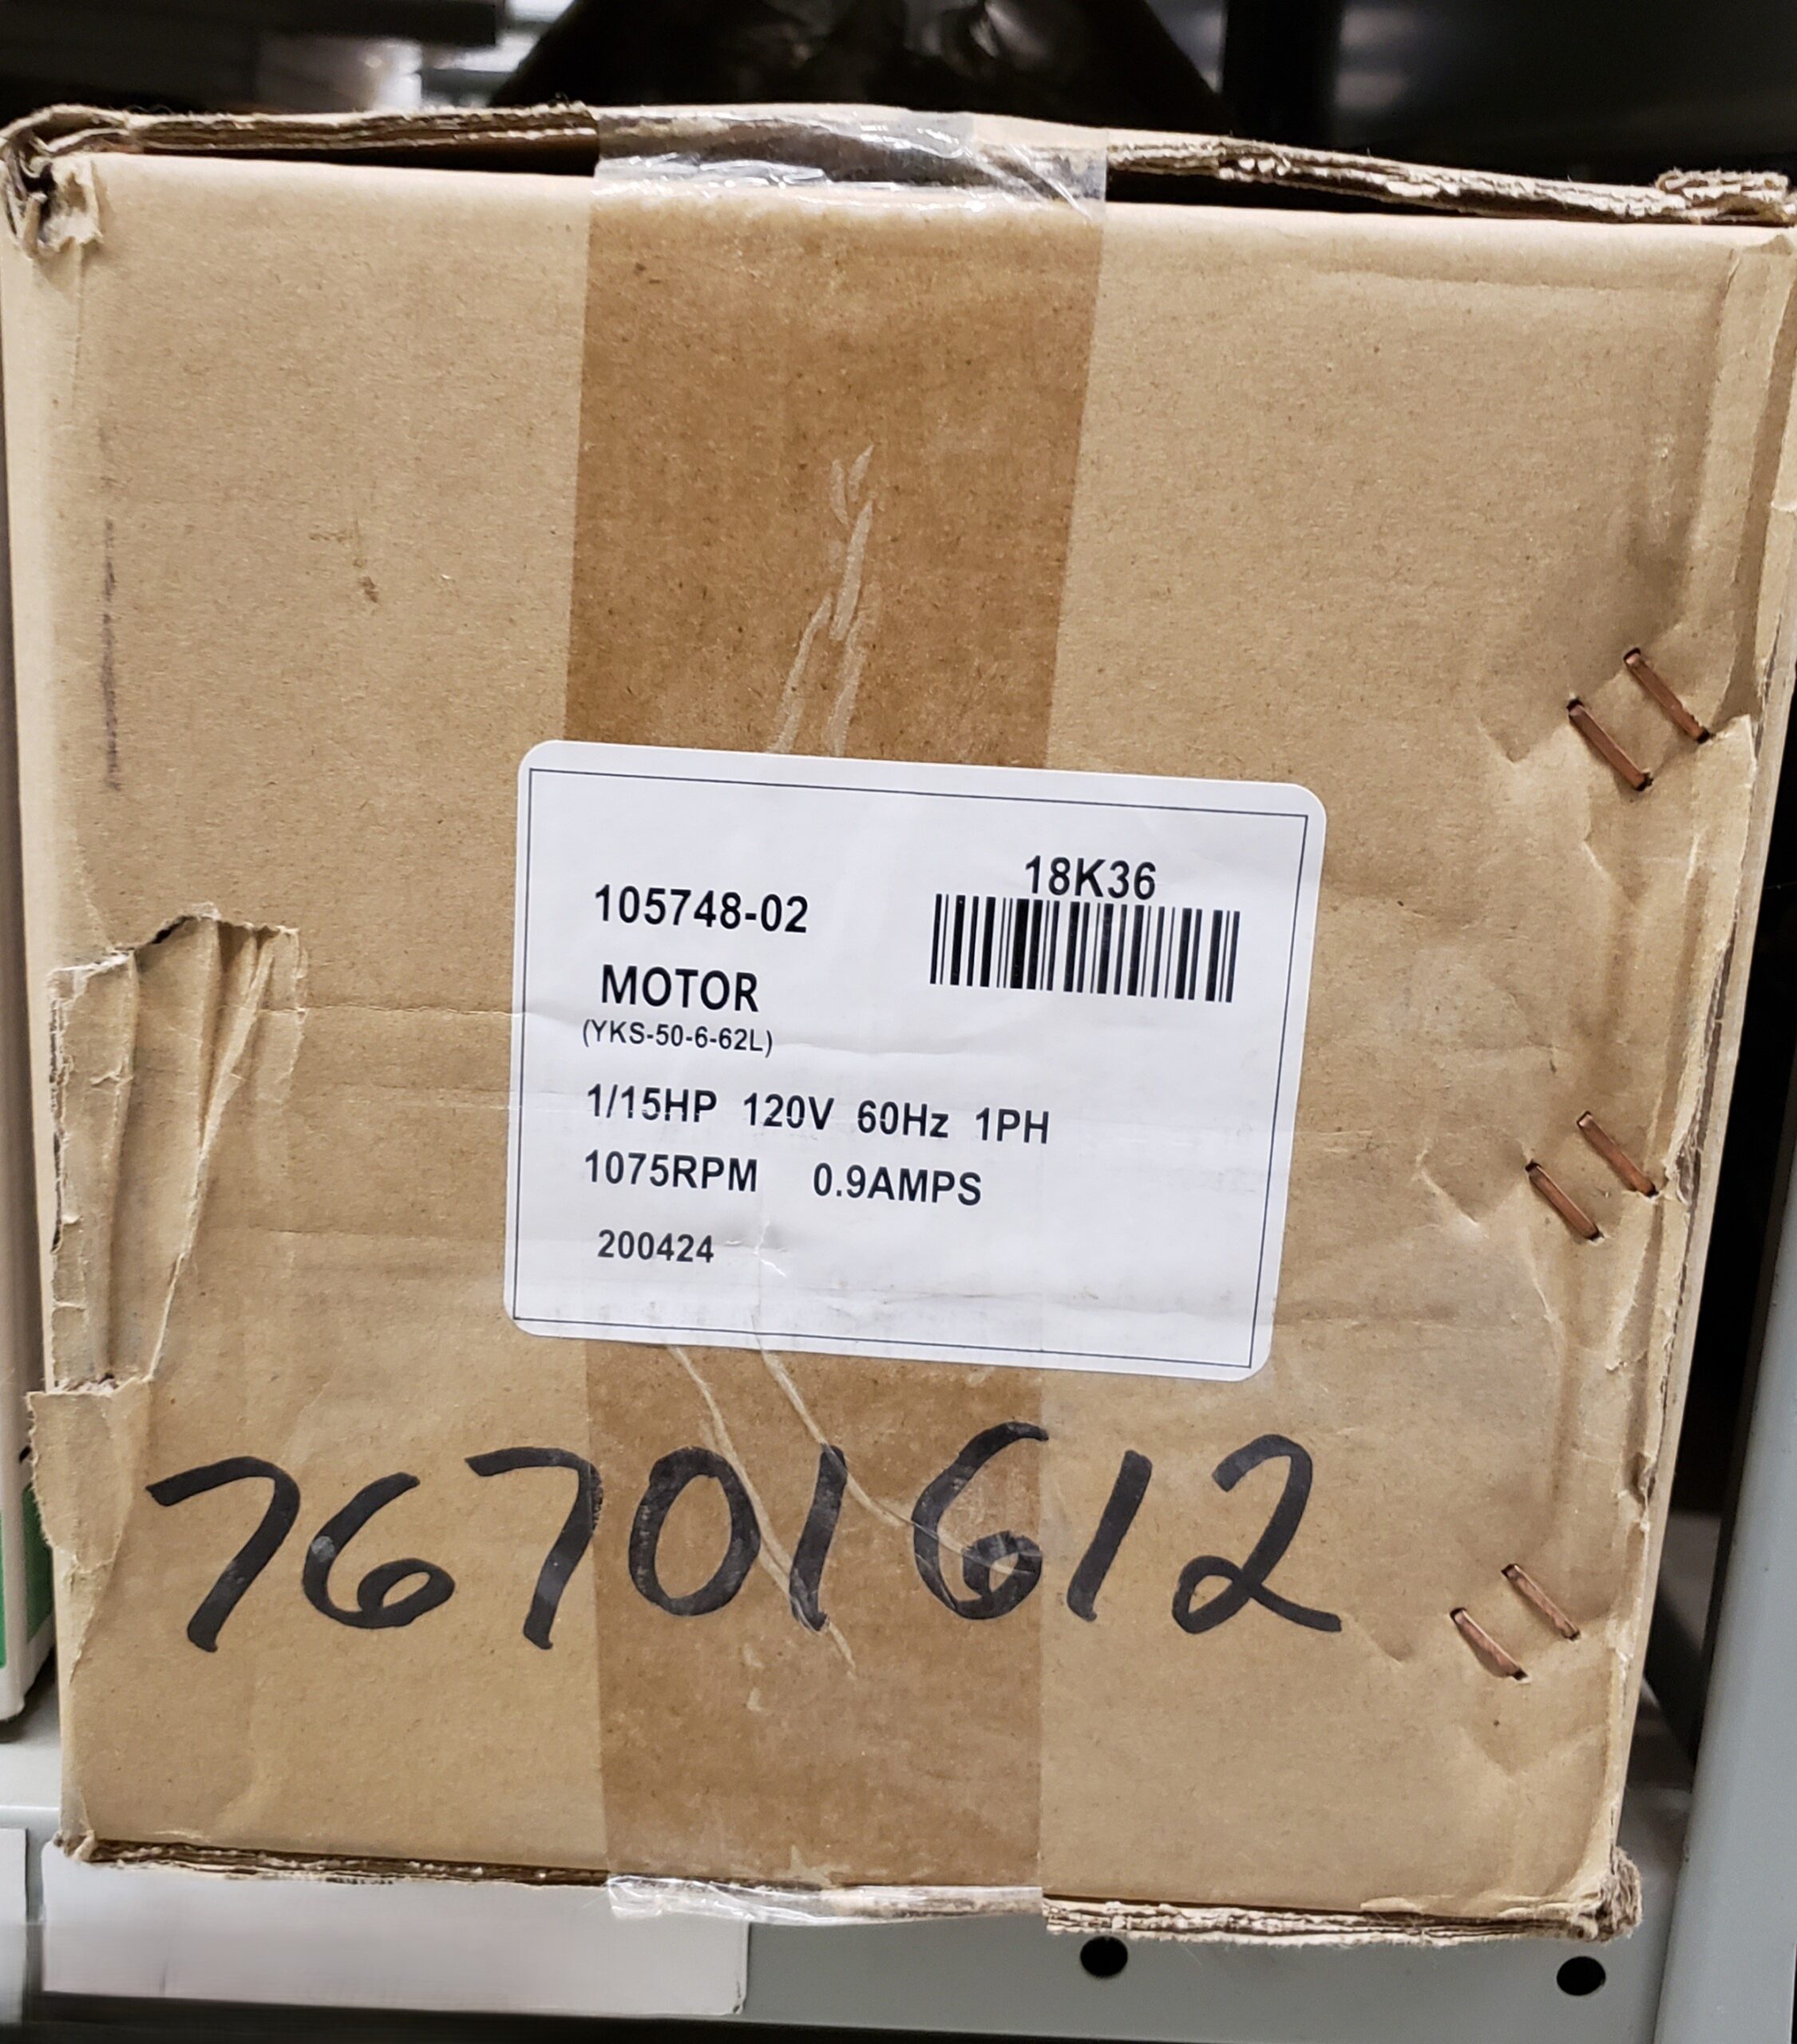 18K36
105748-02
MOTOR
(YKS-50-6-62L)
1/15HP 120V 60Hz 1PH
1075RPM 0.9AMPS
200424
76701612